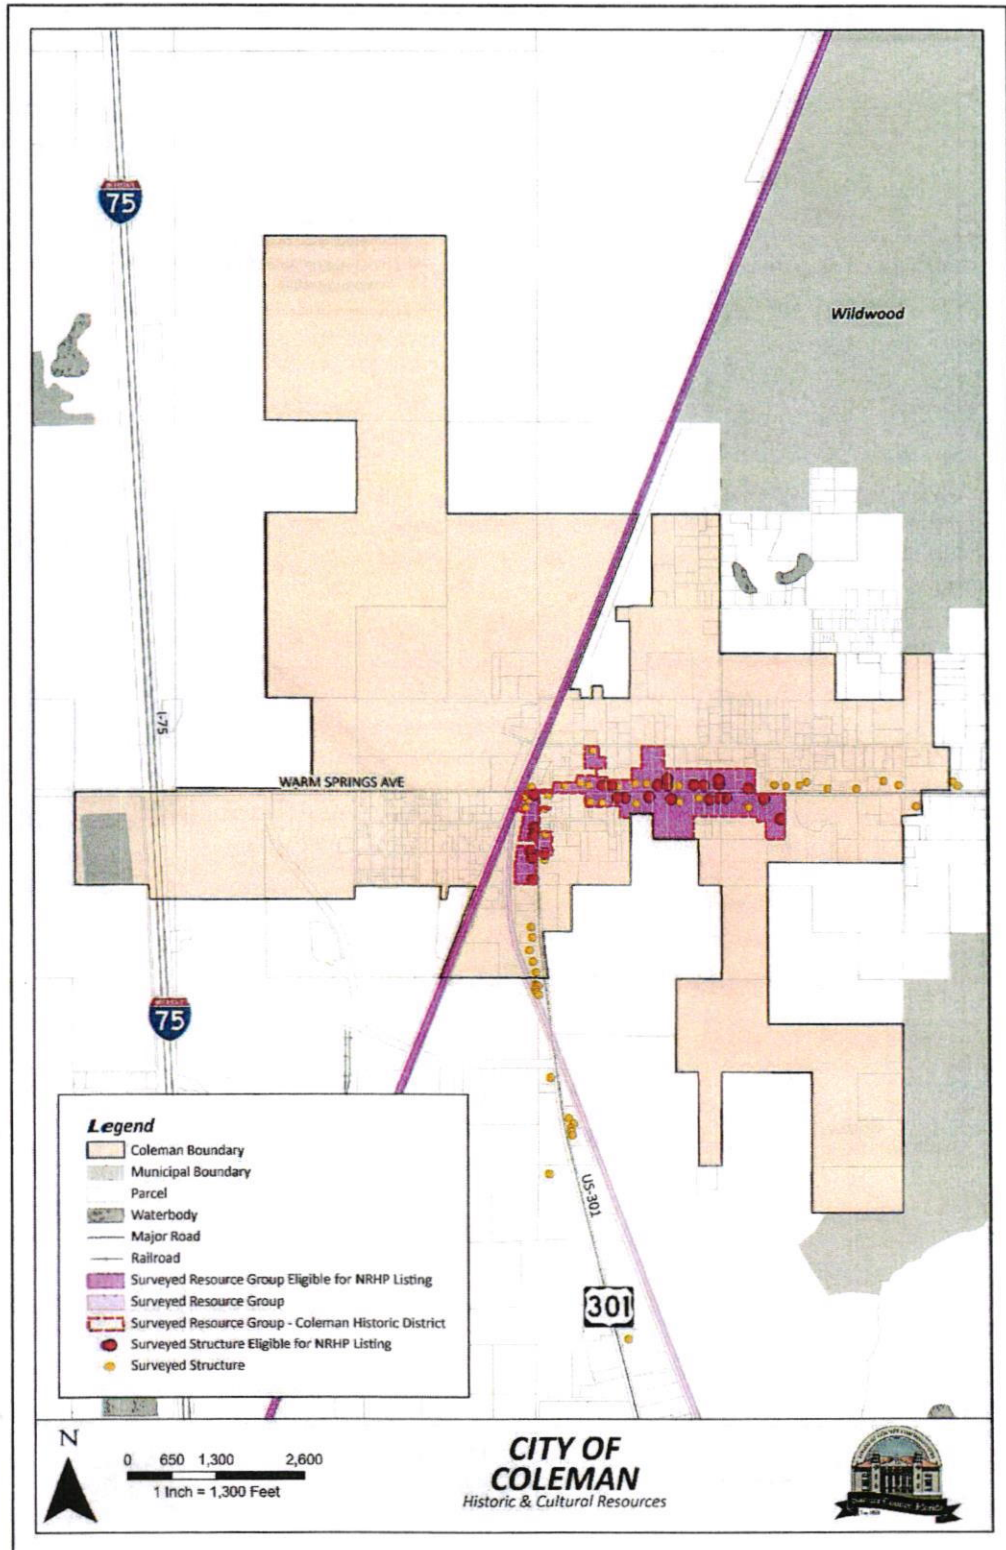 INTERSTATE
75
Wildwood
I-75
WARM SPRINGS AVE
INTERSTATE
75
Legend
Coleman Boundary
Municipal Boundary
Parcel
Waterbody
Major Road
Railroad
Surveyed Resource Group Eligible for NRHP Listing
Surveyed Resource Group
Surveyed Resource Group - Coleman Historic District
Surveyed Structure Eligible for NRHP Listing
Surveyed Structure
US-301
301
N
0 650 1,300 2,600
1 Inch = 1,300 Feet
CITY OF
COLEMAN
Historic & Cultural Resources